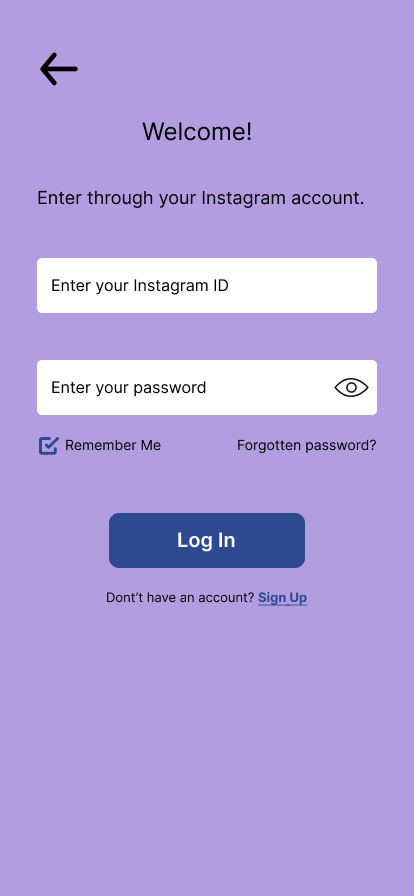 Welcome!
Enter through your Instagram account.
Enter your Instagram ID
Enter your password
Remember Me
Forgotten password?
Log In
Dont’t have an account? Sign Up